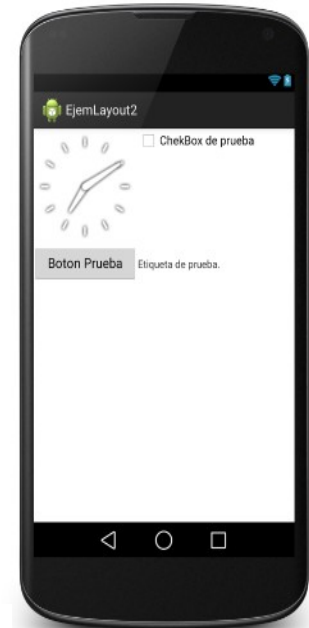 EjemLayout2
ChekBox de prueba
Boton Prueba
Etiqueta de prueba.